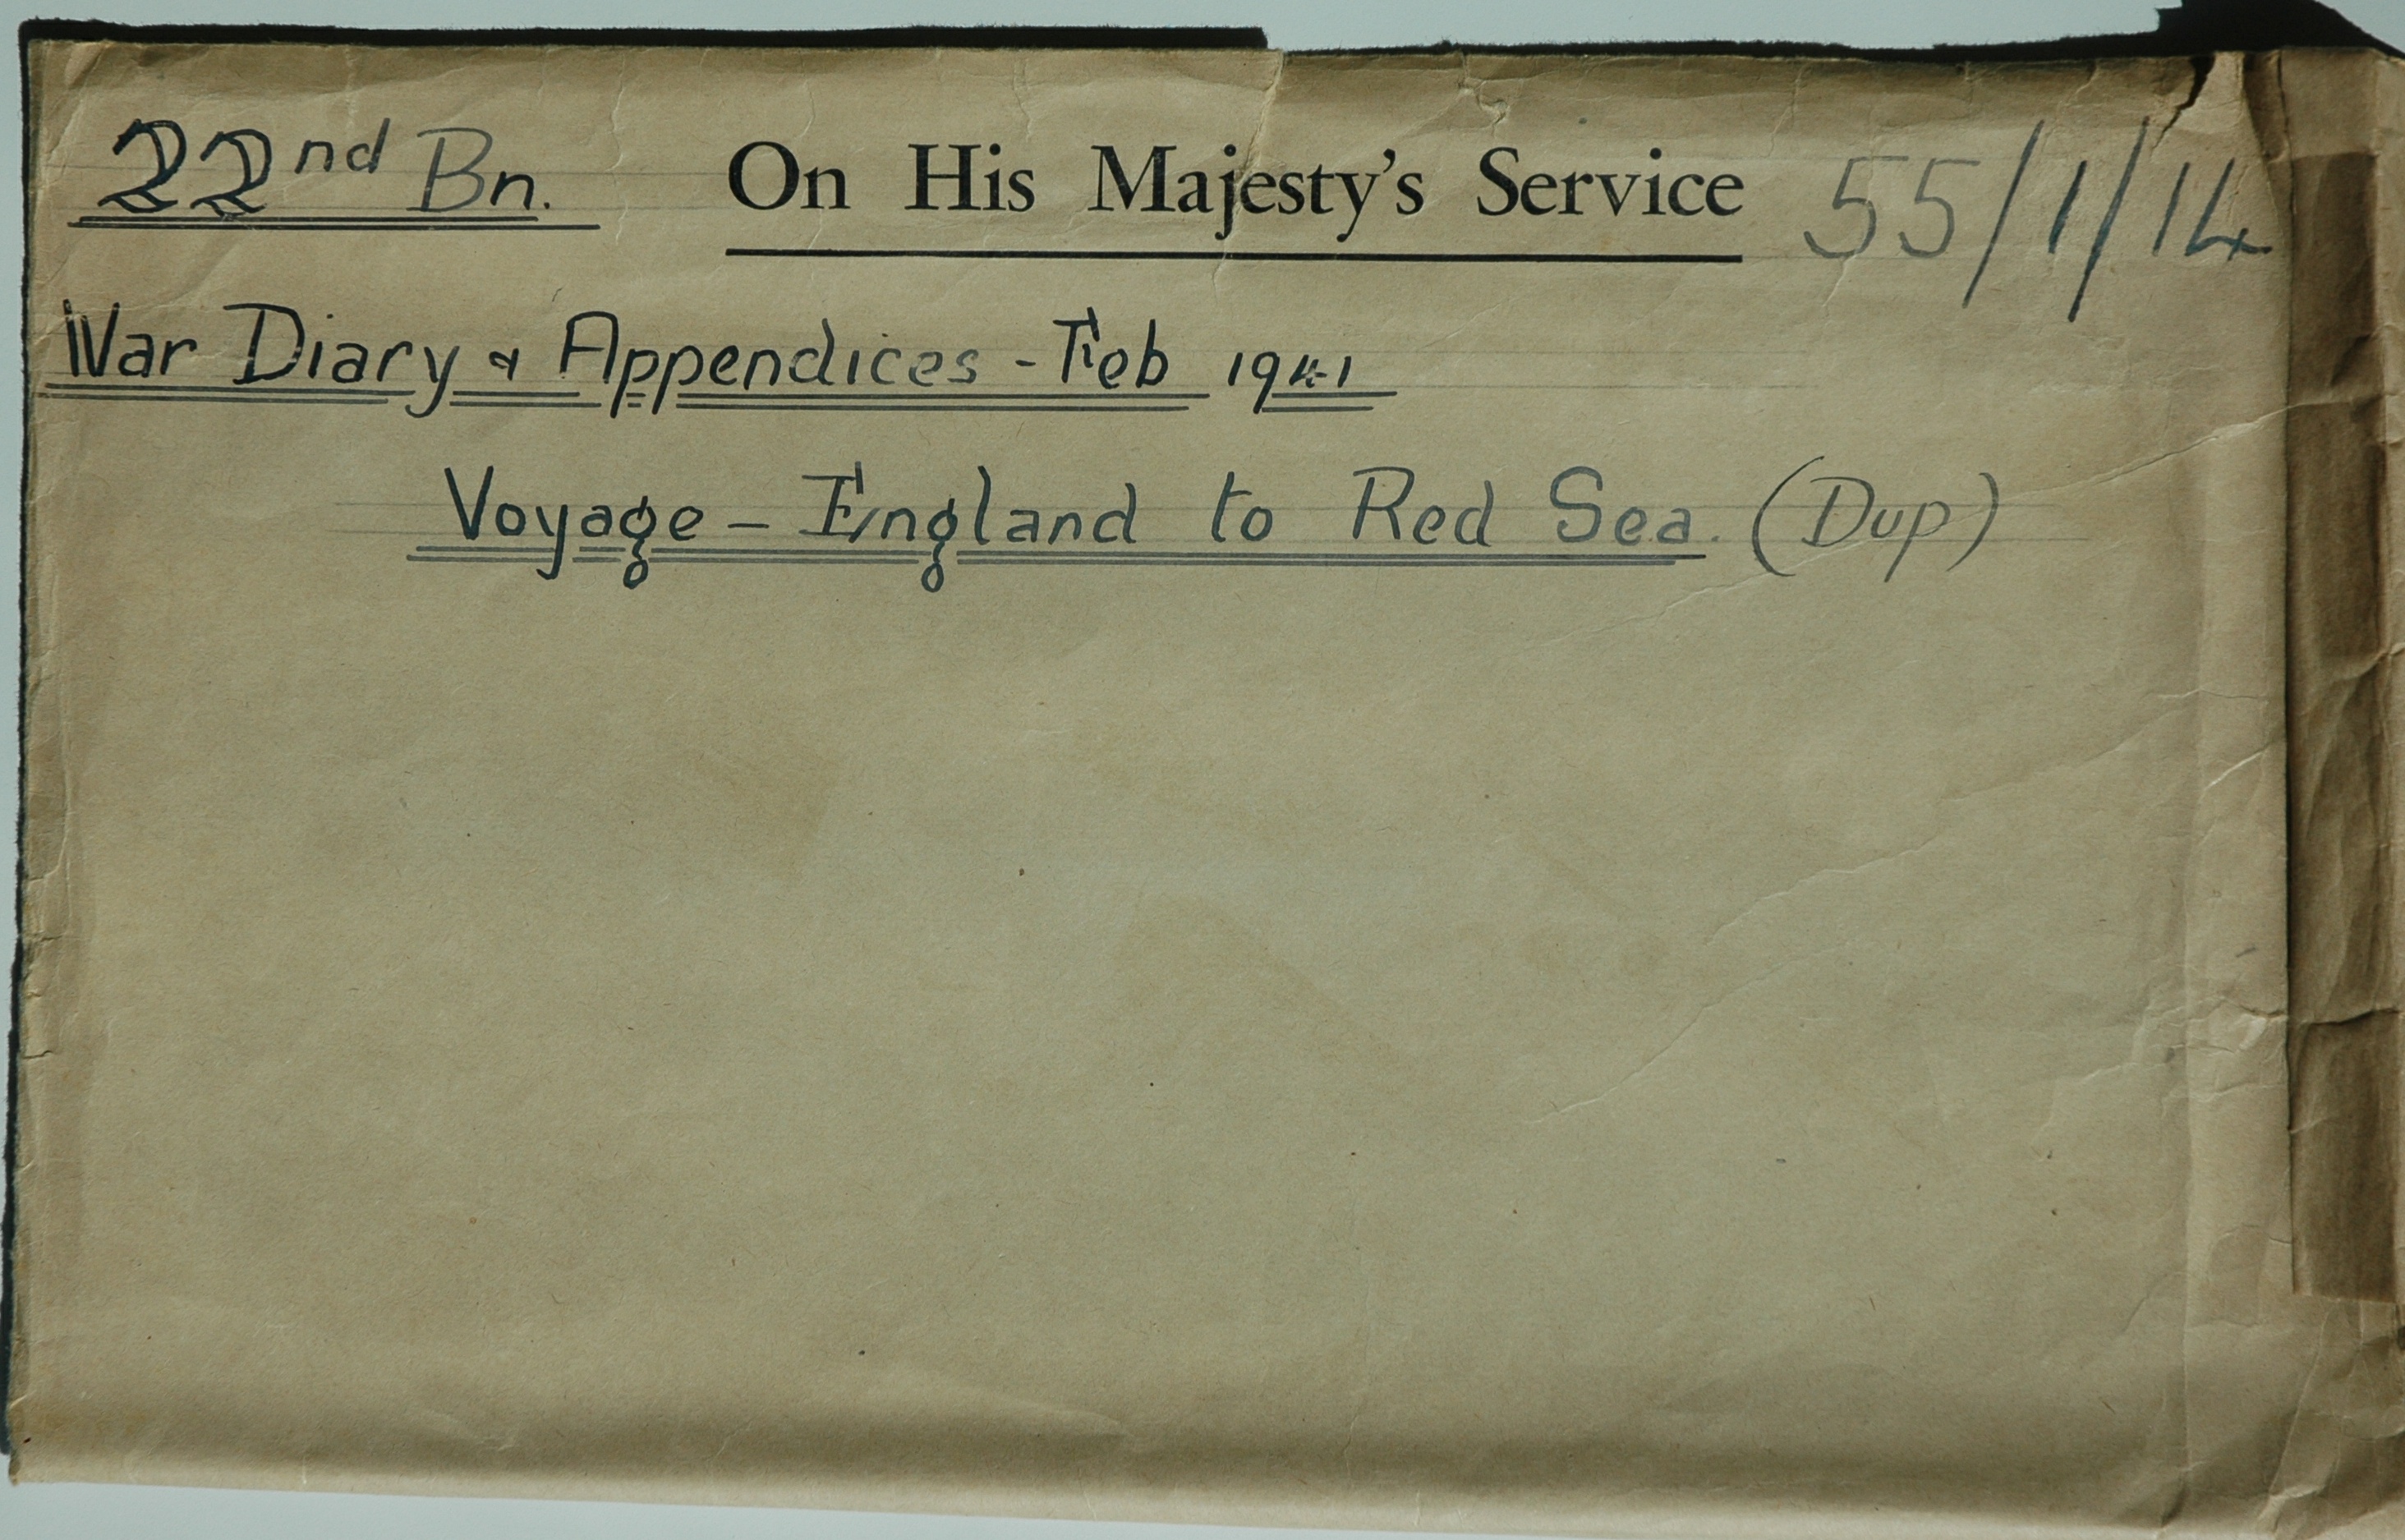 22nd Bn. On His Majesty's Service 55/1/14
War Diary & Appendices - Feb 1941
Voyage - England to Red Sea. (Dup)